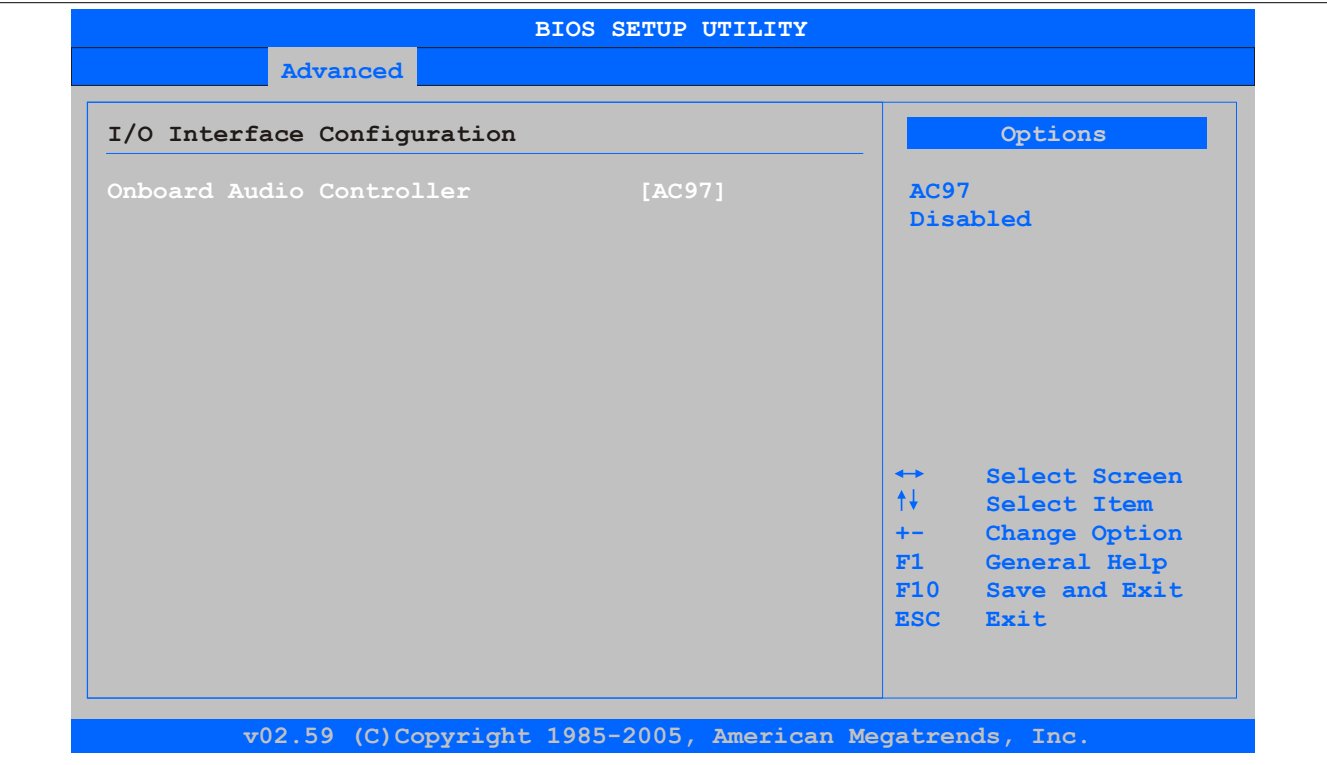 BIOS SETUP UTILITY
Advanced
I/O Interface Configuration
Onboard Audio Controller [AC97]
Options
AC97
Disabled
←→ Select Screen
↑↓ Select Item
+- Change Option
F1 General Help
F10 Save and Exit
ESC Exit
v02.59 (C)Copyright 1985-2005, American Megatrends, Inc.